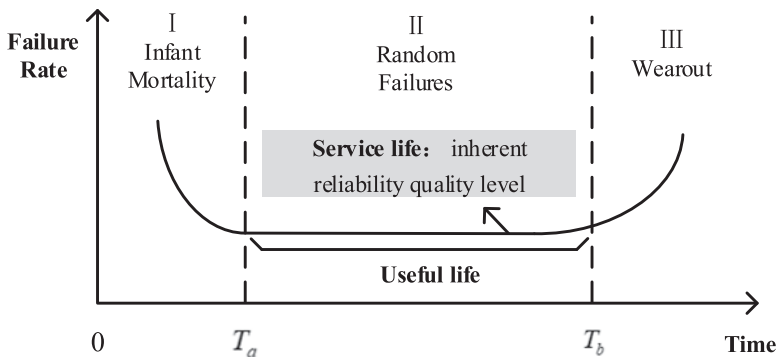 Failure
Rate
Ⅰ
Infant
Mortality
Ⅱ
Random
Failures
Ⅲ
Wearout
Service life: inherent
reliability quality level
Useful life
0
Ta
Tb
Time